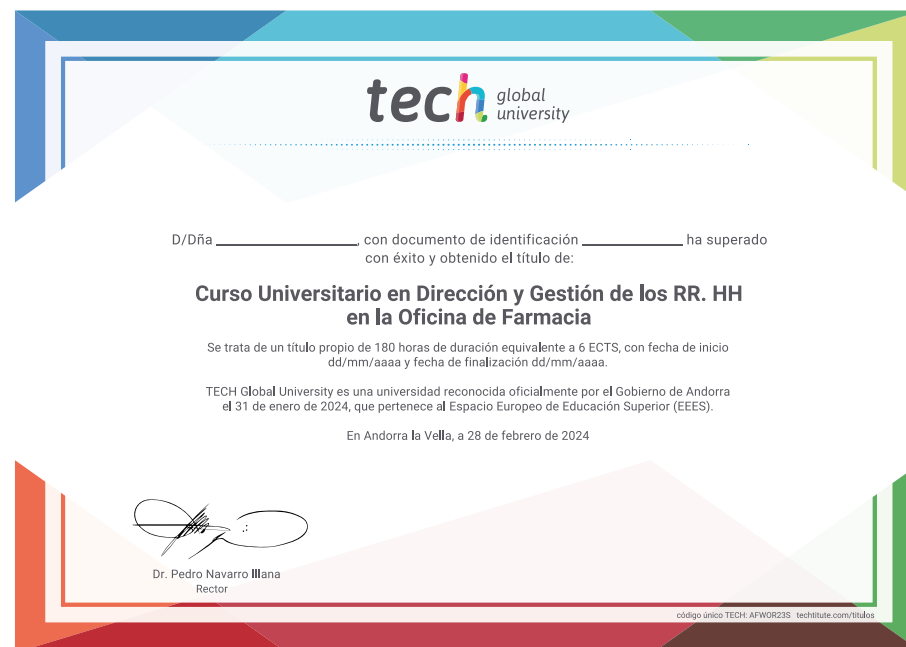 tech global
university
D/Dña ____________________, con documento de identificación ______________ ha superado
con éxito y obtenido el título de:
Curso Universitario en Dirección y Gestión de los RR. HH
en la Oficina de Farmacia
Se trata de un título propio de 180 horas de duración equivalente a 6 ECTS, con fecha de inicio
dd/mm/aaaa y fecha de finalización dd/mm/aaaa.
TECH Global University es una universidad reconocida oficialmente por el Gobierno de Andorra
el 31 de enero de 2024, que pertenece al Espacio Europeo de Educación Superior (EEES).
En Andorra la Vella, a 28 de febrero de 2024
Dr. Pedro Navarro Illana
Rector
código único TECH: AFWOR23S techtitute.com/titulos